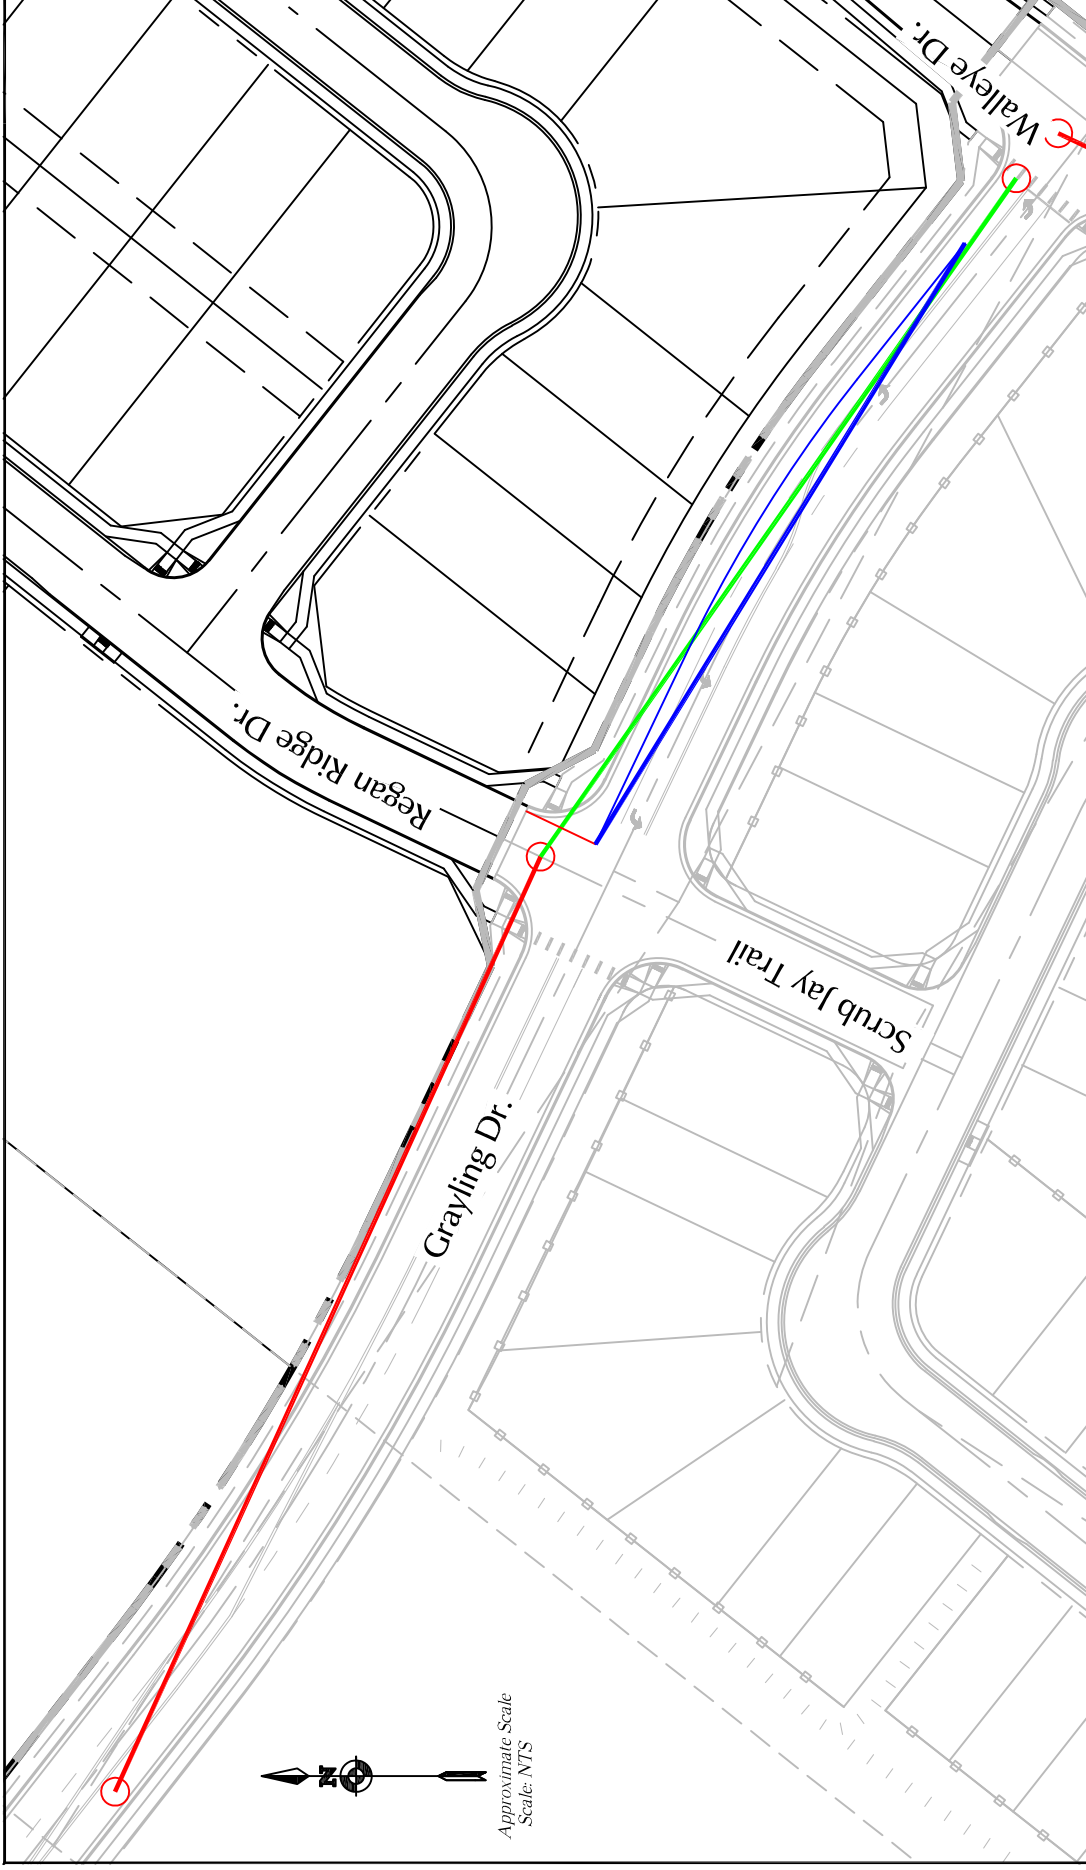 Walleye Dr.
Regan Ridge Dr.
Scrub Jay Trail
Grayling Dr.
N
Approximate Scale
Scale: NTS